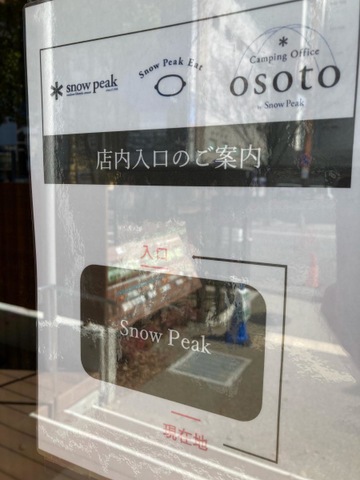 snow peak
Snow Peak Eat
Camping Office
osoto
by Snow Peak
店内入口のご案内
入口
Snow Peak
現在地